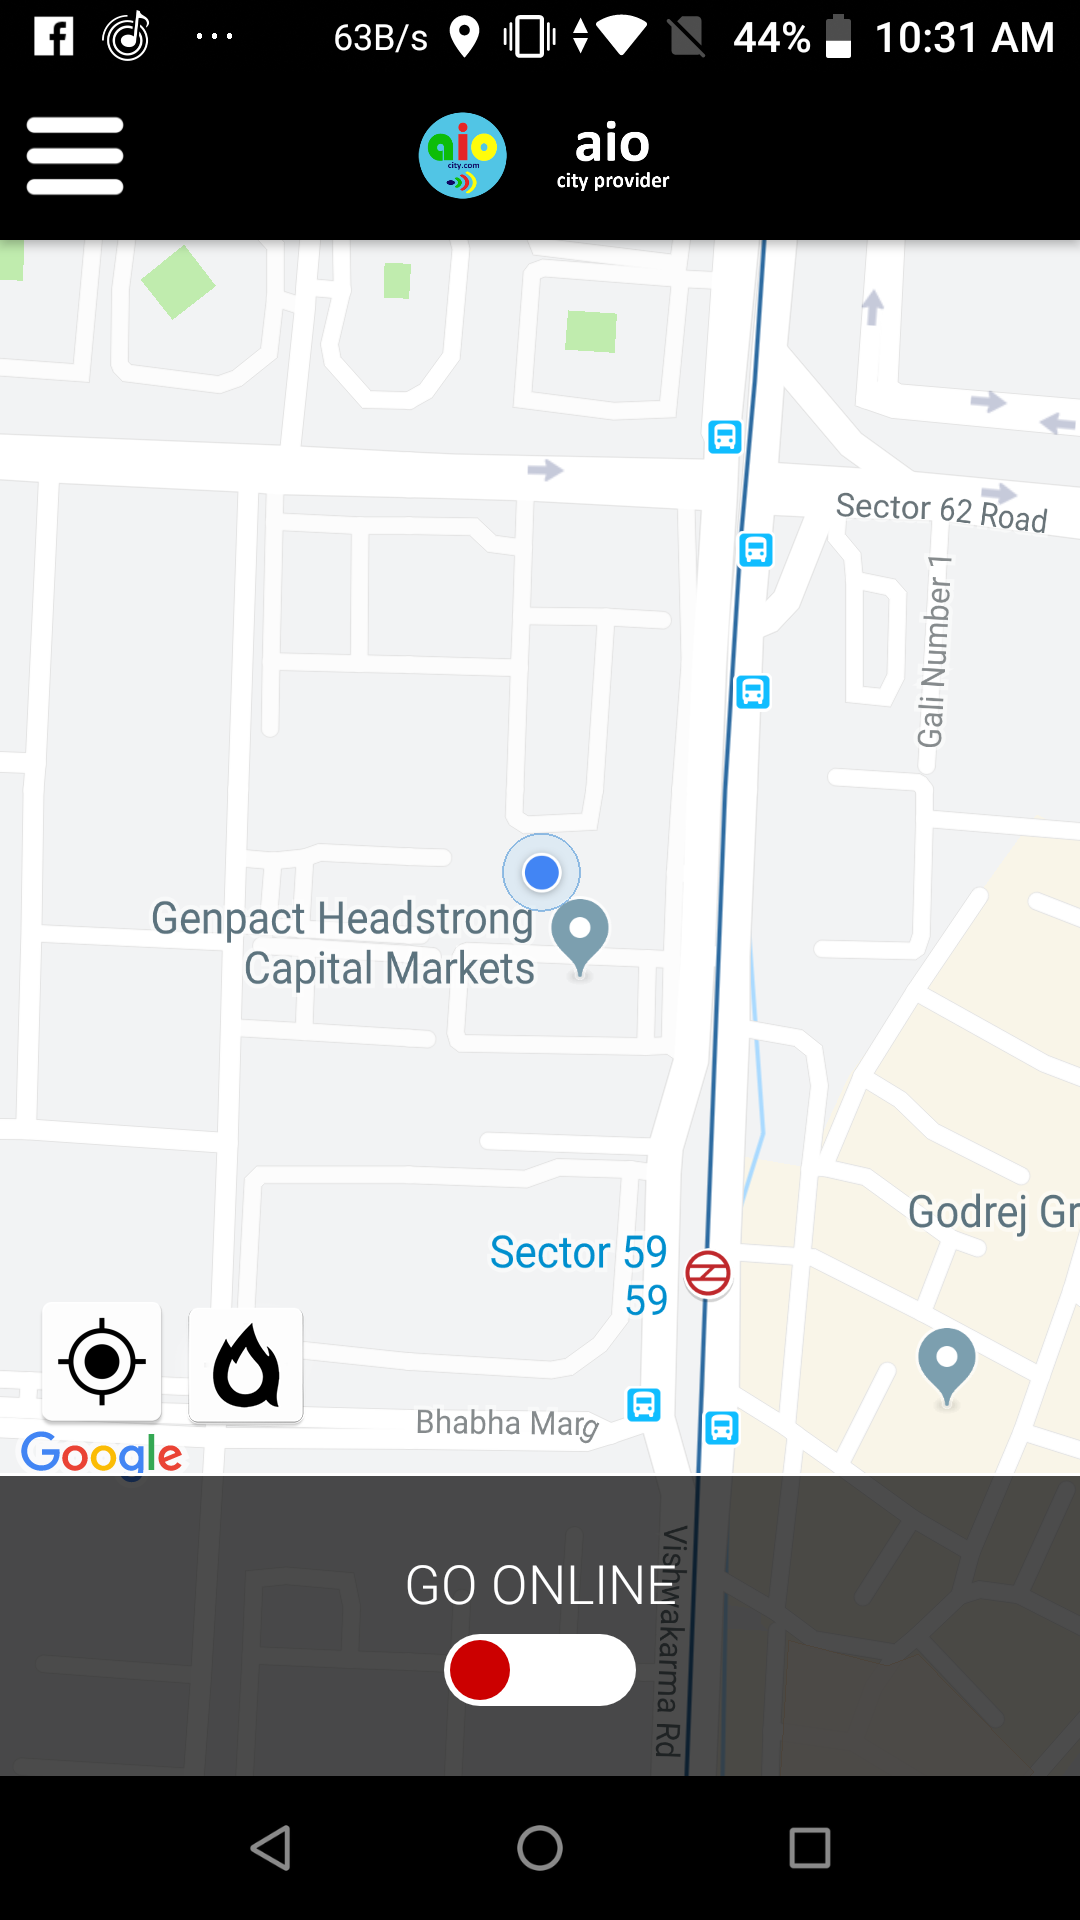 63B/s
44%
10:31 AM
aio
city.com
aio
city provider
Sector 62 Road
Gali Number 1
Genpact Headstrong
Capital Markets
Godrej Gr
Sector 59
59
Bhabha Marg
Google
Vishwakarma Rd
GO ONLINE